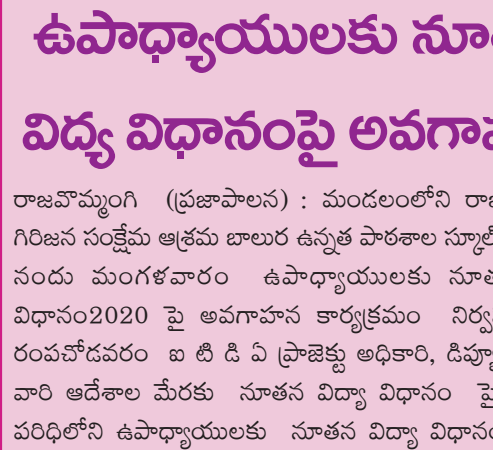 ఉపాధ్యాయులకు
విద్య విధానంపై
రాజవొమ్మంగి (ప్రజాపాలన) : మండలంలోని
గిరిజన సంక్షేమ ఆశ్రమ బాలుర ఉన్నత పాఠశాల
నందు మంగళవారం ఉపాధ్యాయులకు
విధానం2020 పై అవగాహన కార్యక్రమం
రంపచోడవరం ఐ టి డి ఏ ప్రాజెక్టు అధికారి,
వారి ఆదేశాల మేరకు నూతన విద్యా విధానం
పరిధిలోని ఉపాధ్యాయులకు నూతన విద్యా